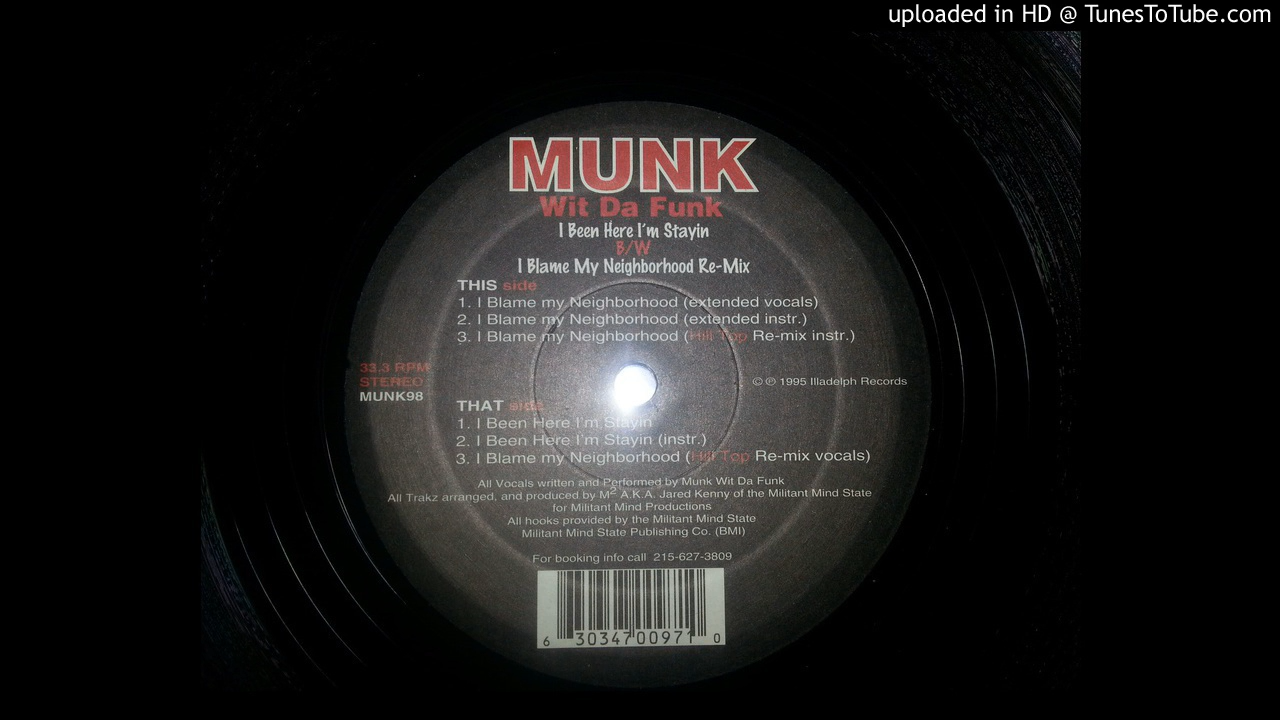 uploaded in HD @ TunesToTube.com
MUNK
Wit Da Funk
I Been Here I'm Stayin
B/W
I Blame My Neighborhood Re-Mix
THIS side
1. I Blame my Neighborhood (extended vocals)
2. I Blame my Neighborhood (extended instr.)
3. I Blame my Neighborhood (Hill Top Re-mix instr.)
33.3 RPM
STEREO
MUNK98
© ℗ 1995 Illadelph Records
THAT side
1. I Been Here I'm Stayin
2. I Been Here I'm Stayin (instr.)
3. I Blame my Neighborhood (Hill Top Re-mix vocals)
All Vocals written and Performed by Munk Wit Da Funk
All Trakz arranged, and produced by M² A.K.A. Jared Kenny of the Militant Mind State
for Militant Mind Productions
All hooks provided by the Militant Mind State
Militant Mind State Publishing Co. (BMI)
For booking info call 215-627-3809
6 30347 00971 0